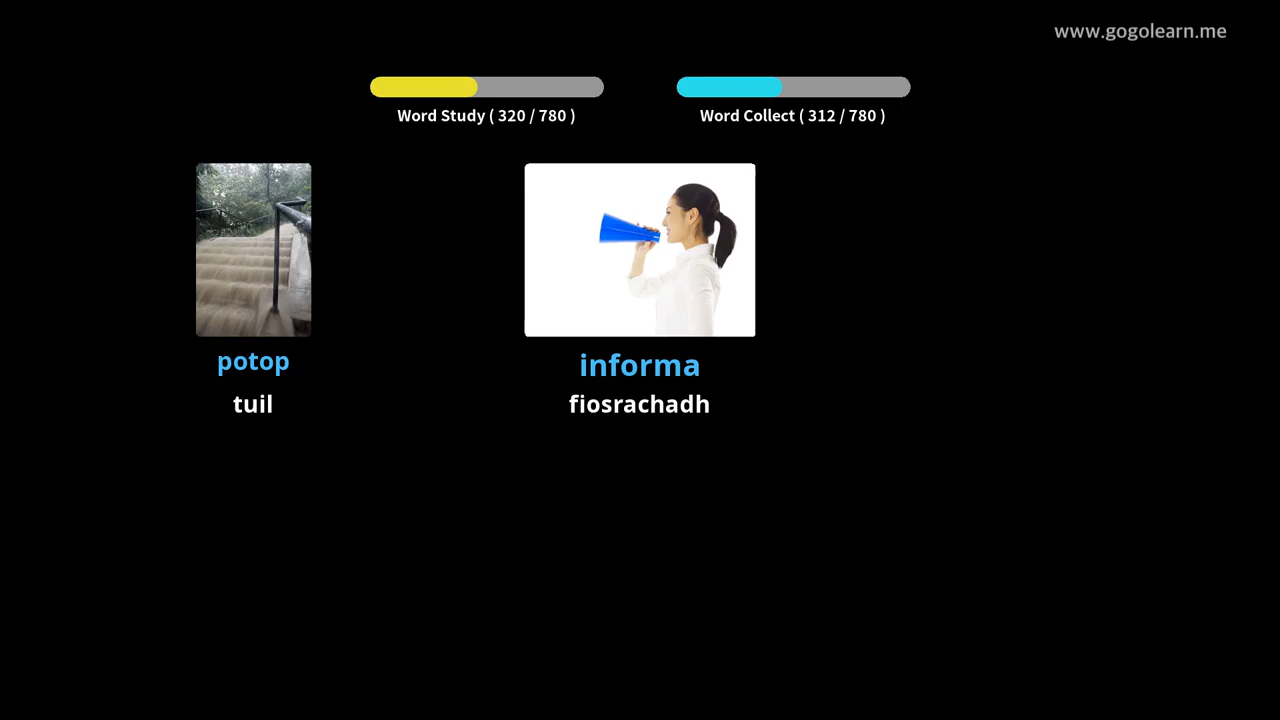 www.gogolearn.me
Word Study ( 320 / 780 )
Word Collect ( 312 / 780 )
potop
tuil
informa
fiosrachadh